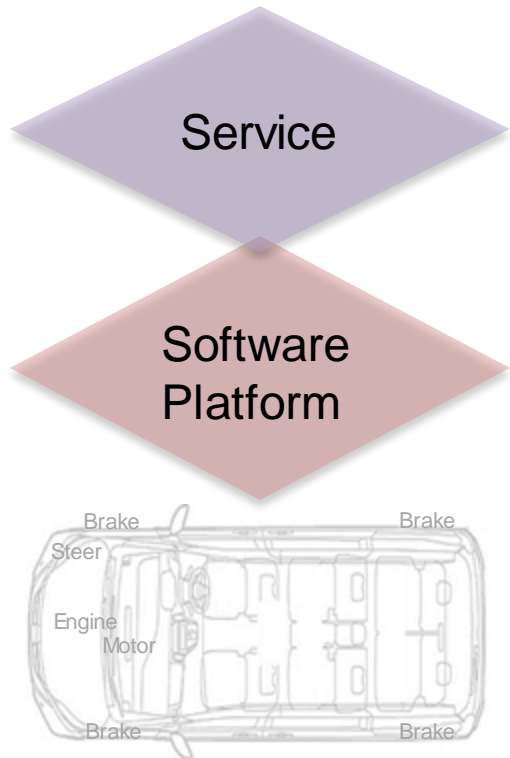 Service
Software
Platform
Brake Brake
Steer
Engine
Motor
Brake Brake